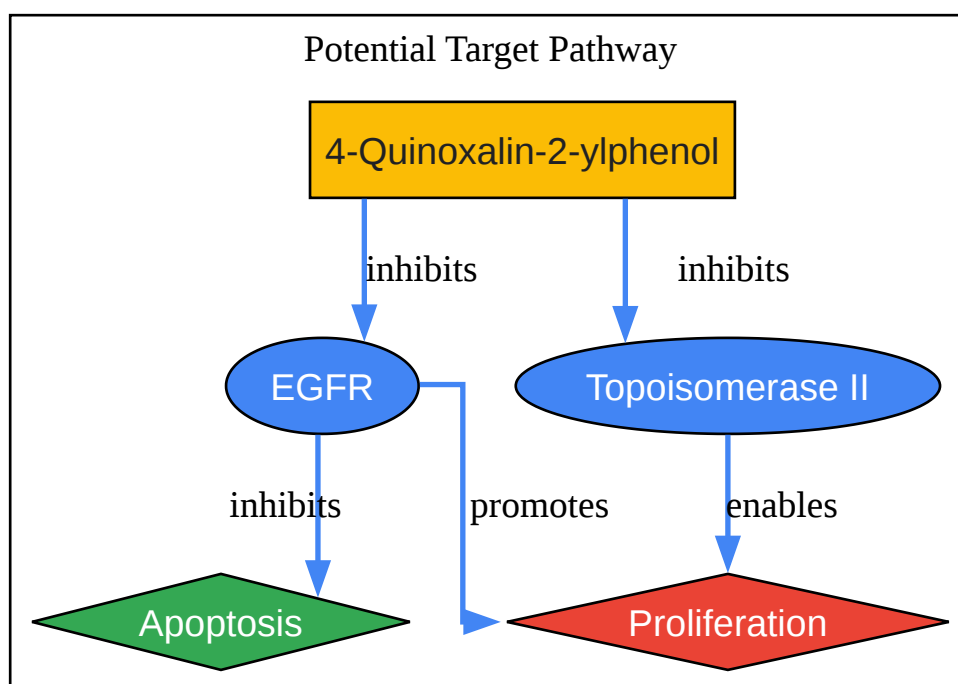 Potential Target Pathway
4-Quinoxalin-2-ylphenol
inhibits
inhibits
EGFR
Topoisomerase II
inhibits
promotes
enables
Apoptosis
Proliferation